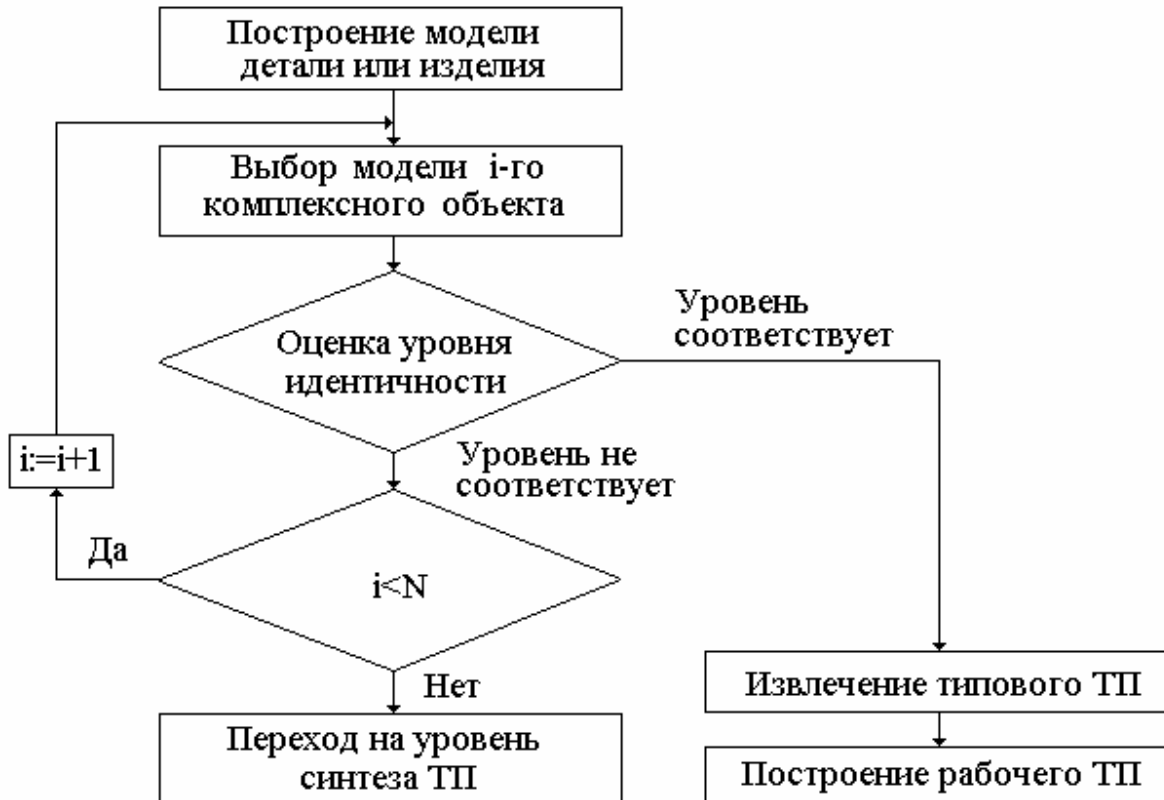 Построение модели
детали или изделия
Выбор модели i-го
комплексного обьекта
Уровень
соответствует
Оценка уровня
идентичности
i:=i+1
Уровень не
соответствует
Да
i<N
Нет
Извлечение типового ТП
Переход на уровень
синтеза ТП
Построение рабочего ТП